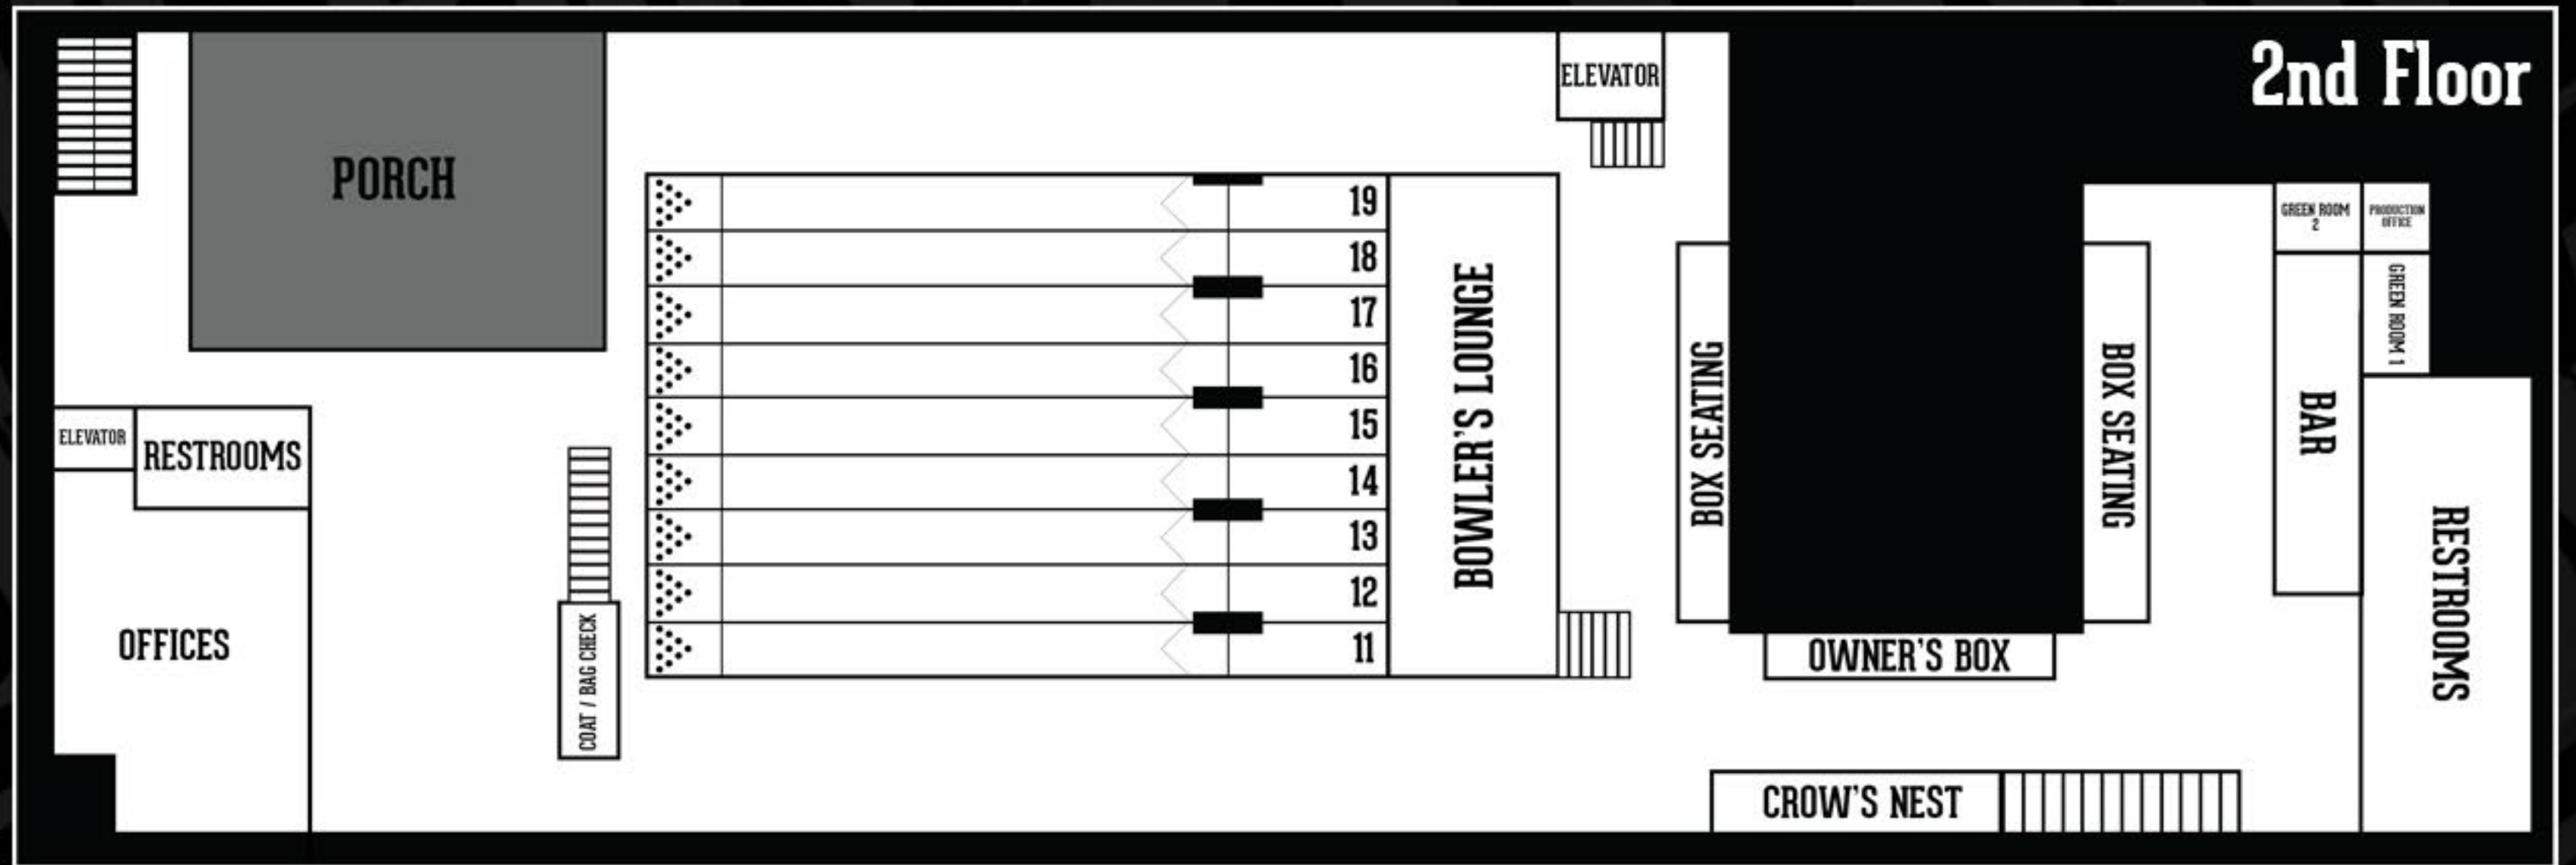 2nd Floor
ELEVATOR
PORCH
19
18
17
16
15
14
13
12
11
BOWLER'S LOUNGE
GREEN ROOM
2
PRODUCTION
OFFICE
GREEN ROOM 1
BOX SEATING
BOX SEATING
BAR
ELEVATOR
RESTROOMS
OFFICES
COAT / BAG CHECK
OWNER'S BOX
RESTROOMS
CROW'S NEST